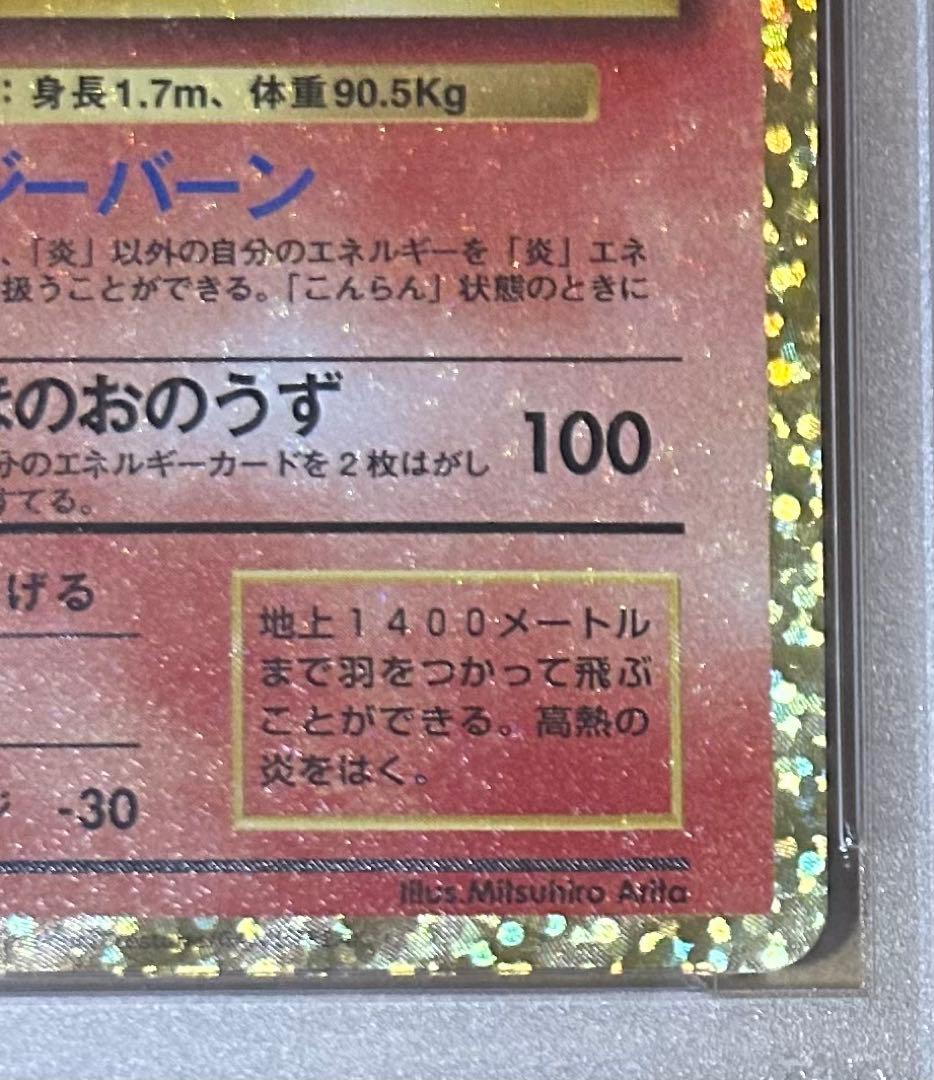 ：身長1.7m、体重90.5Kg
ジーバーン
、「炎」以外の自分のエネルギーを「炎」エネ
扱うことができる。「こんらん」状態のときに
ほのおのうず
100
分のエネルギーカードを２枚はがし
すてる。
げる
地上１４００メートル
まで羽をつかって飛ぶ
ことができる。高熱の
炎をはく。
-30
Illus.Mitsuhiro Arita